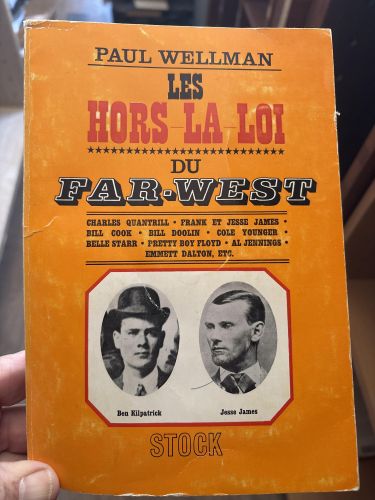 PAUL WELLMAN
LES
HORS-LA-LOI
DU
FAR-WEST
CHARLES QUANTRILL • FRANK ET JESSE JAMES •
BILL COOK • BILL DOOLIN • COLE YOUNGER •
BELLE STARR • PRETTY BOY FLOYD • AL JENNINGS •
EMMETT DALTON, ETC.
Ben Kilpatrick Jesse James
STOCK